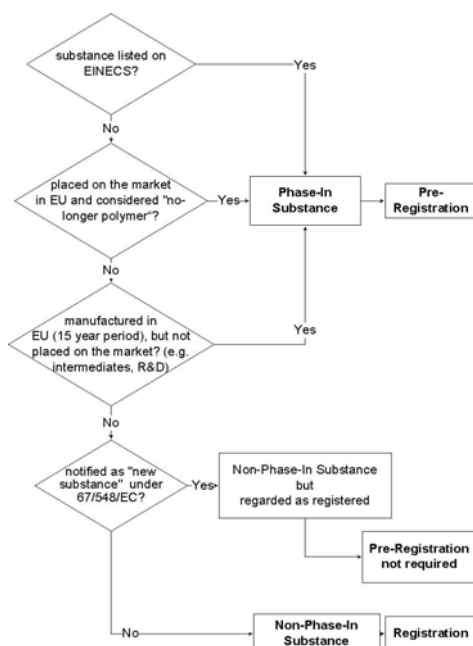 substance listed on
EINECS?
Yes
No
placed on the market
in EU and considered "no-
longer polymer"?
Yes
Phase-In
Substance
Pre-
Registration
No
manufactured in
EU (15 year period), but not
placed on the market? (e.g.
intermediates, R&D)
Yes
No
notified as "new
substance" under
67/548/EC?
Yes
Non-Phase-In Substance
but
regarded as registered
Pre-Registration
not required
No
Non-Phase-In
Substance
Registration